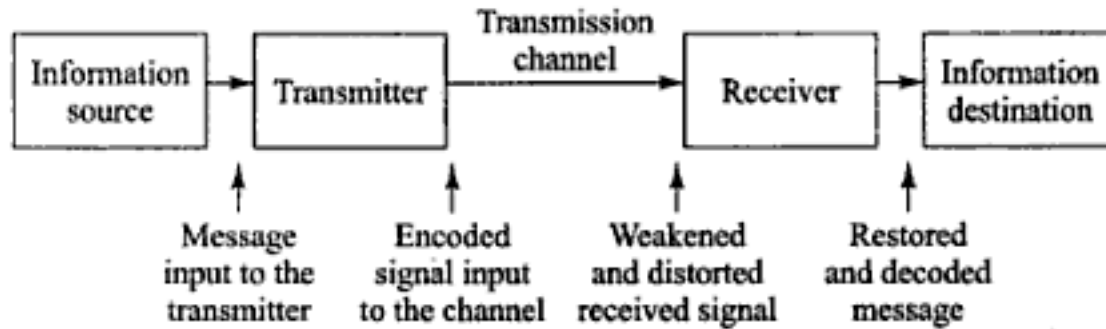 Information
source
Transmitter
Transmission
channel
Receiver
Information
destination
Message
input to the
transmitter
Encoded
signal input
to the channel
Weakened
and distorted
received signal
Restored
and decoded
message